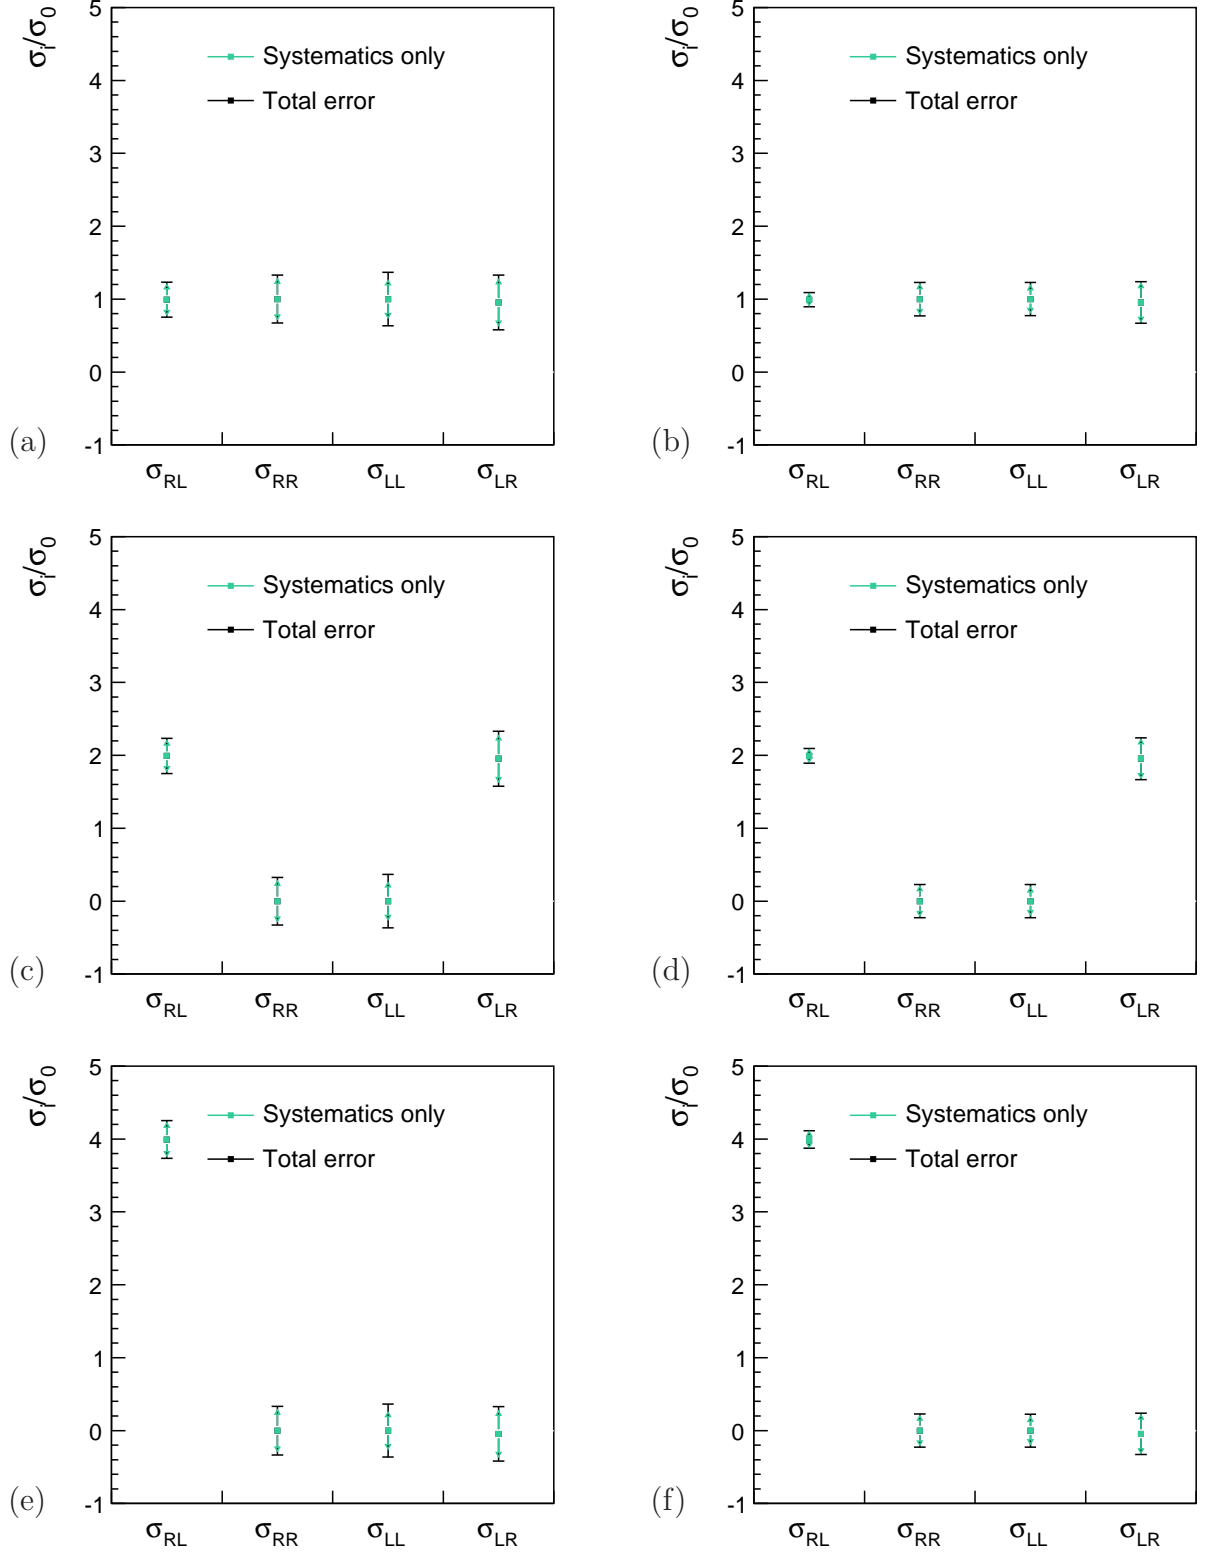 σi/σ0
5
4
3
2
1
0
-1
Systematics only
Total error
(a)
σRL σRR σLL σLR
σi/σ0
5
4
3
2
1
0
-1
Systematics only
Total error
(b)
σRL σRR σLL σLR
σi/σ0
5
4
3
2
1
0
-1
Systematics only
Total error
(c)
σRL σRR σLL σLR
σi/σ0
5
4
3
2
1
0
-1
Systematics only
Total error
(d)
σRL σRR σLL σLR
σi/σ0
5
4
3
2
1
0
-1
Systematics only
Total error
(e)
σRL σRR σLL σLR
σi/σ0
5
4
3
2
1
0
-1
Systematics only
Total error
(f)
σRL σRR σLL σLR